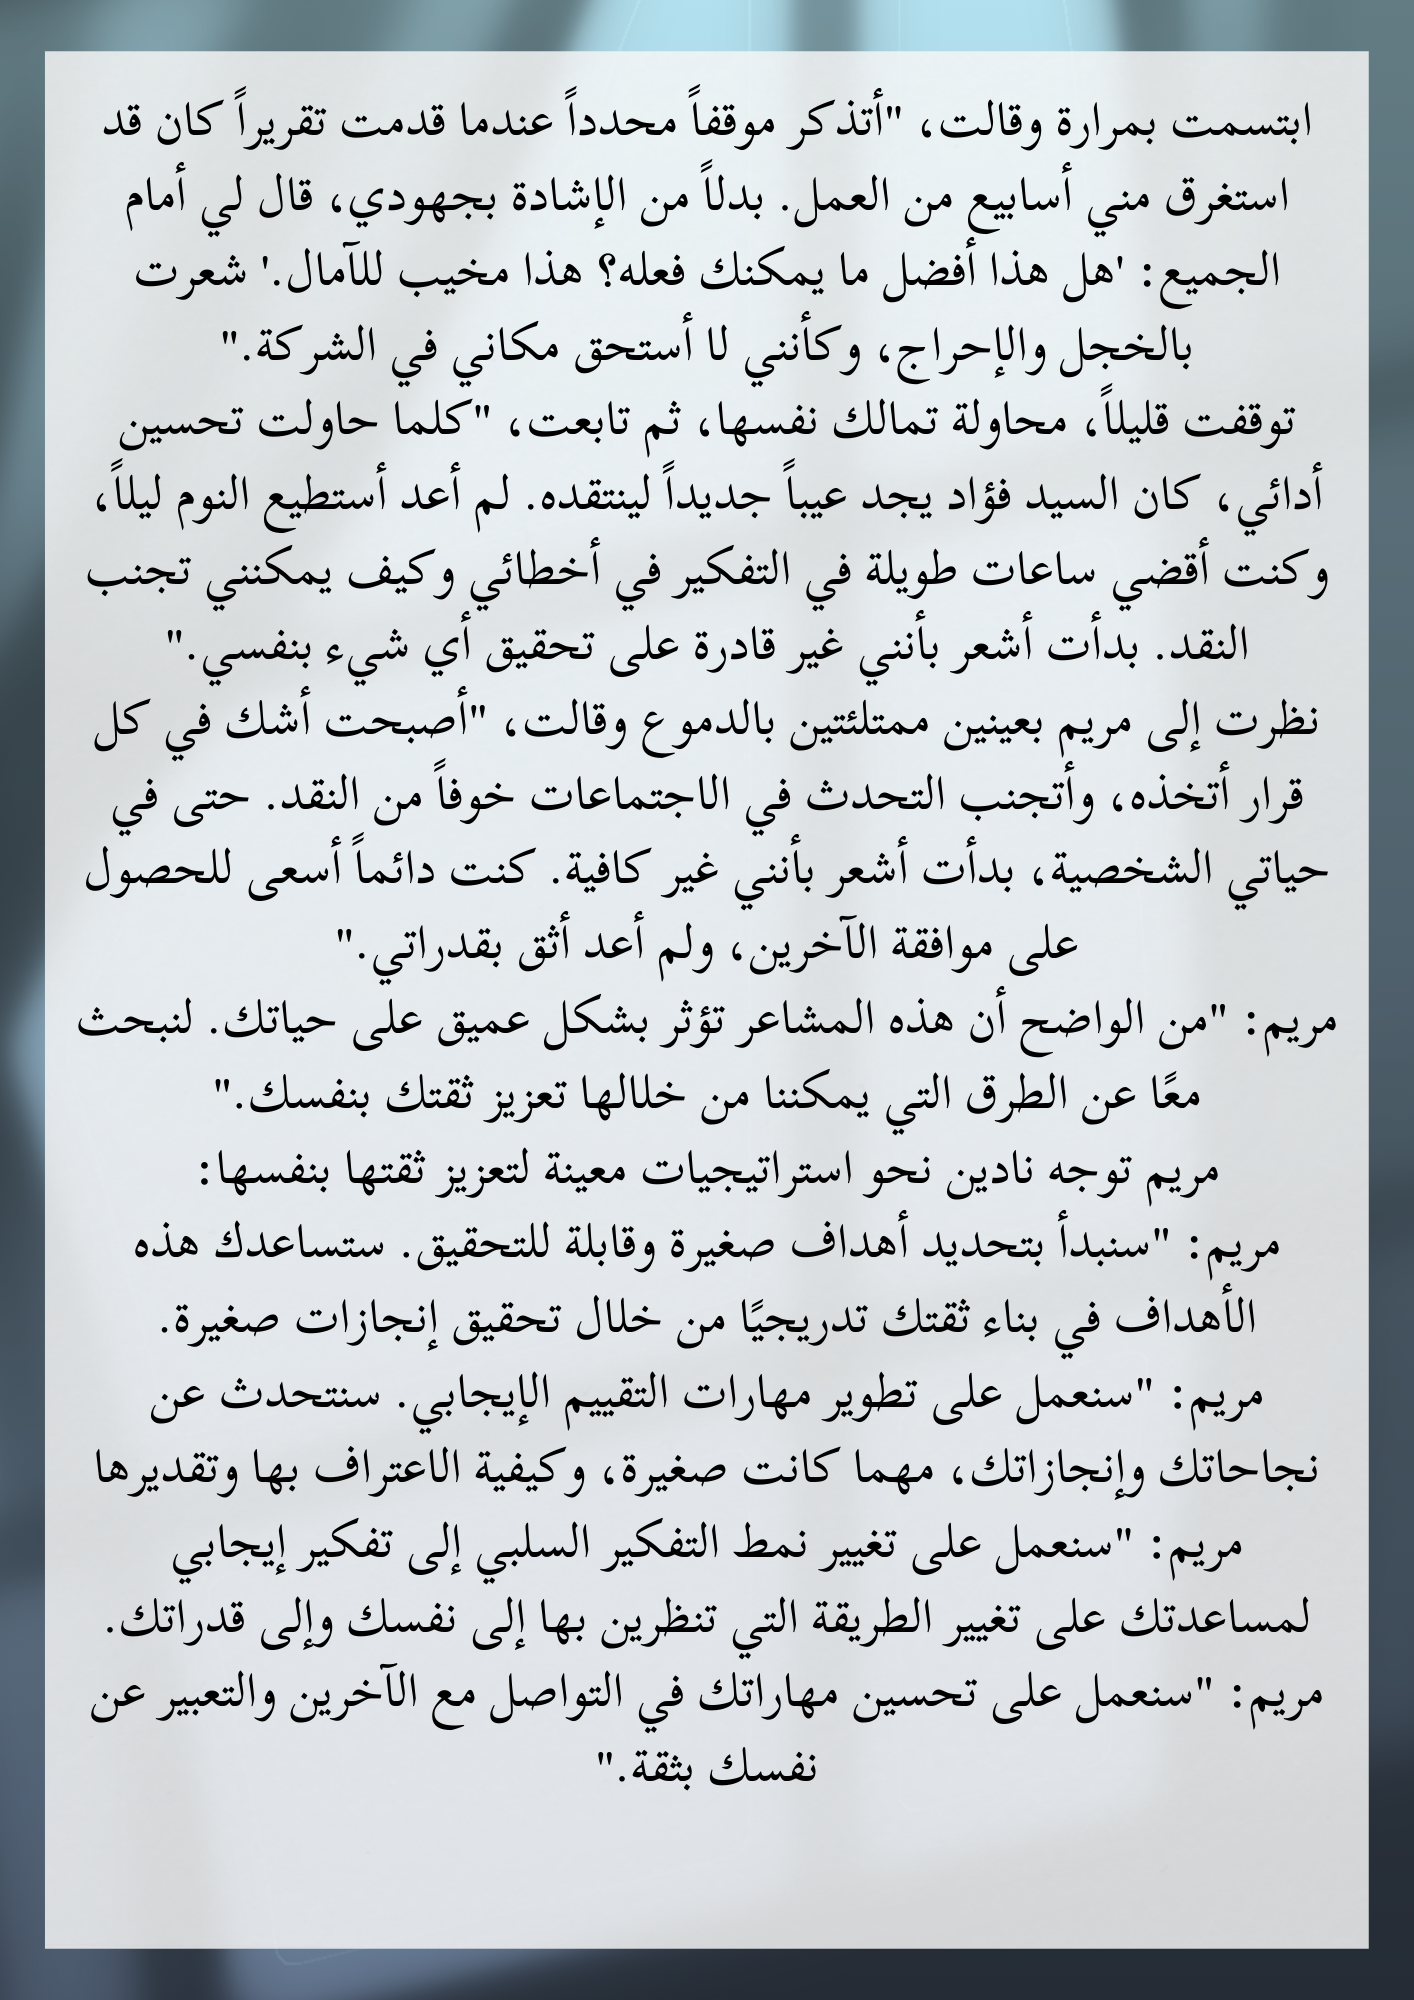 ابتسمت بمرارة وقالت، "أتذكر موقفاً محدداً عندما قدمت تقريراً كان قد
استغرق مني أسابيع من العمل. بدلاً من الإشادة بجهودي، قال لي أمام
الجميع: 'هل هذا أفضل ما يمكنك فعله؟ هذا مخيب للآمال.' شعرت
بالخجل والإحراج، وكأنني لا أستحق مكاني في الشركة."
توقفت قليلاً، محاولة تمالك نفسها، ثم تابعت، "كلما حاولت تحسين
أدائي، كان السيد فؤاد يجد عيباً جديداً لينتقده. لم أعد أستطيع النوم ليلاً،
وكنت أقضي ساعات طويلة في التفكير في أخطائي وكيف يمكنني تجنب
النقد. بدأت أشعر بأنني غير قادرة على تحقيق أي شيء بنفسي."
نظرت إلى مريم بعينين ممتلئتين بالدموع وقالت، "أصبحت أشك في كل
قرار أتخذه، وأتجنب التحدث في الاجتماعات خوفاً من النقد. حتى في
حياتي الشخصية، بدأت أشعر بأنني غير كافية. كنت دائماً أسعى للحصول
على موافقة الآخرين، ولم أعد أثق بقدراتي."
مريم: "من الواضح أن هذه المشاعر تؤثر بشكل عميق على حياتك. لنبحث
معًا عن الطرق التي يمكننا من خلالها تعزيز ثقتك بنفسك."
مريم توجه نادين نحو استراتيجيات معينة لتعزيز ثقتها بنفسها:
مريم: "سنبدأ بتحديد أهداف صغيرة وقابلة للتحقيق. ستساعدك هذه
الأهداف في بناء ثقتك تدريجيًا من خلال تحقيق إنجازات صغيرة.
مريم: "سنعمل على تطوير مهارات التقييم الإيجابي. سنتحدث عن
نجاحاتك وإنجازاتك، مهما كانت صغيرة، وكيفية الاعتراف بها وتقديرها
مريم: "سنعمل على تغيير نمط التفكير السلبي إلى تفكير إيجابي
لمساعدتك على تغيير الطريقة التي تنظرين بها إلى نفسك وإلى قدراتك.
مريم: "سنعمل على تحسين مهاراتك في التواصل مع الآخرين والتعبير عن
نفسك بثقة."